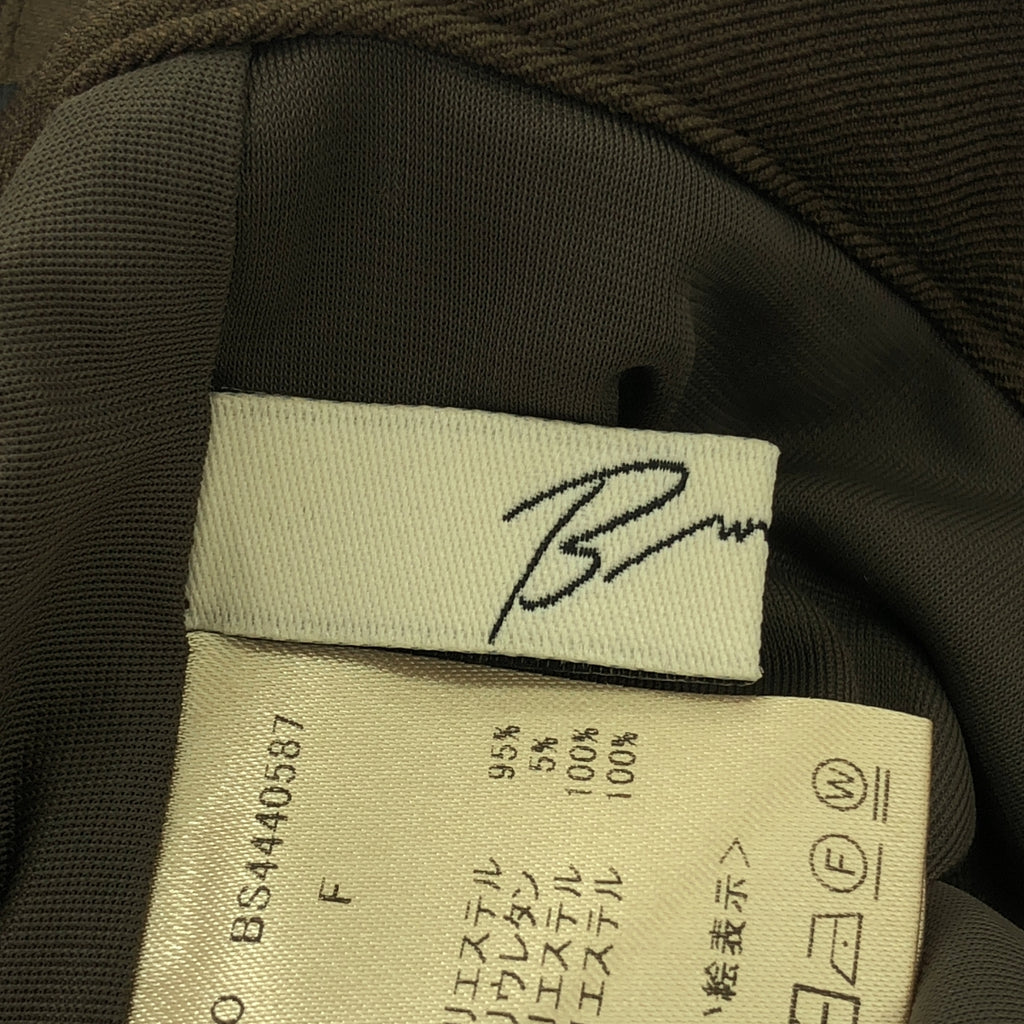 O BS4440587
F
リエステル 95%
リウレタン 5%
リエステル 100%
リエステル 100%
絵表示>
W
F